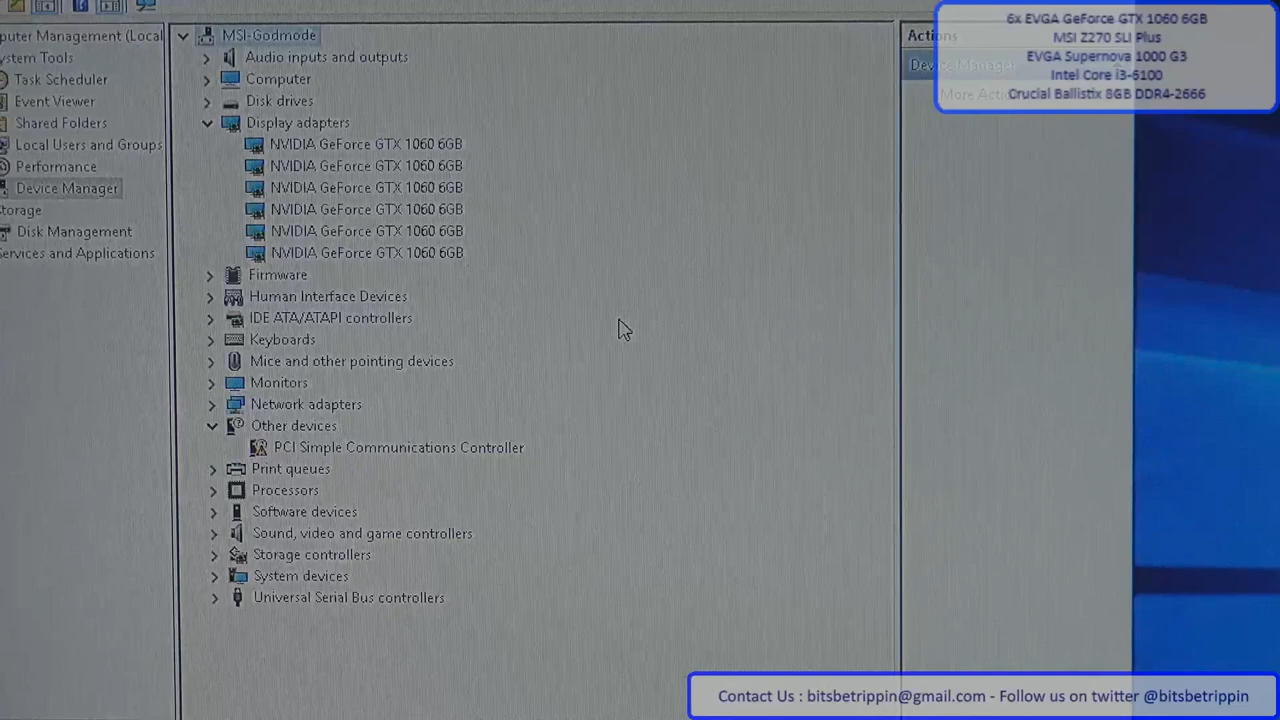 puter Management (Local
ystem Tools
Task Scheduler
Event Viewer
Shared Folders
Local Users and Groups
Performance
Device Manager
torage
Disk Management
ervices and Applications
MSI-Godmode
Audio inputs and outputs
Computer
Disk drives
Display adapters
NVIDIA GeForce GTX 1060 6GB
NVIDIA GeForce GTX 1060 6GB
NVIDIA GeForce GTX 1060 6GB
NVIDIA GeForce GTX 1060 6GB
NVIDIA GeForce GTX 1060 6GB
NVIDIA GeForce GTX 1060 6GB
Firmware
Human Interface Devices
IDE ATA/ATAPI controllers
Keyboards
Mice and other pointing devices
Monitors
Network adapters
Other devices
PCI Simple Communications Controller
Print queues
Processors
Software devices
Sound, video and game controllers
Storage controllers
System devices
Universal Serial Bus controllers
Actions
Device Manager
More Acti
6x EVGA GeForce GTX 1060 6GB
MSI Z270 SLI Plus
EVGA Supernova 1000 G3
Intel Core i3-6100
Crucial Ballistix 8GB DDR4-2666
Contact Us : bitsbetrippin@gmail.com - Follow us on twitter @bitsbetrippin